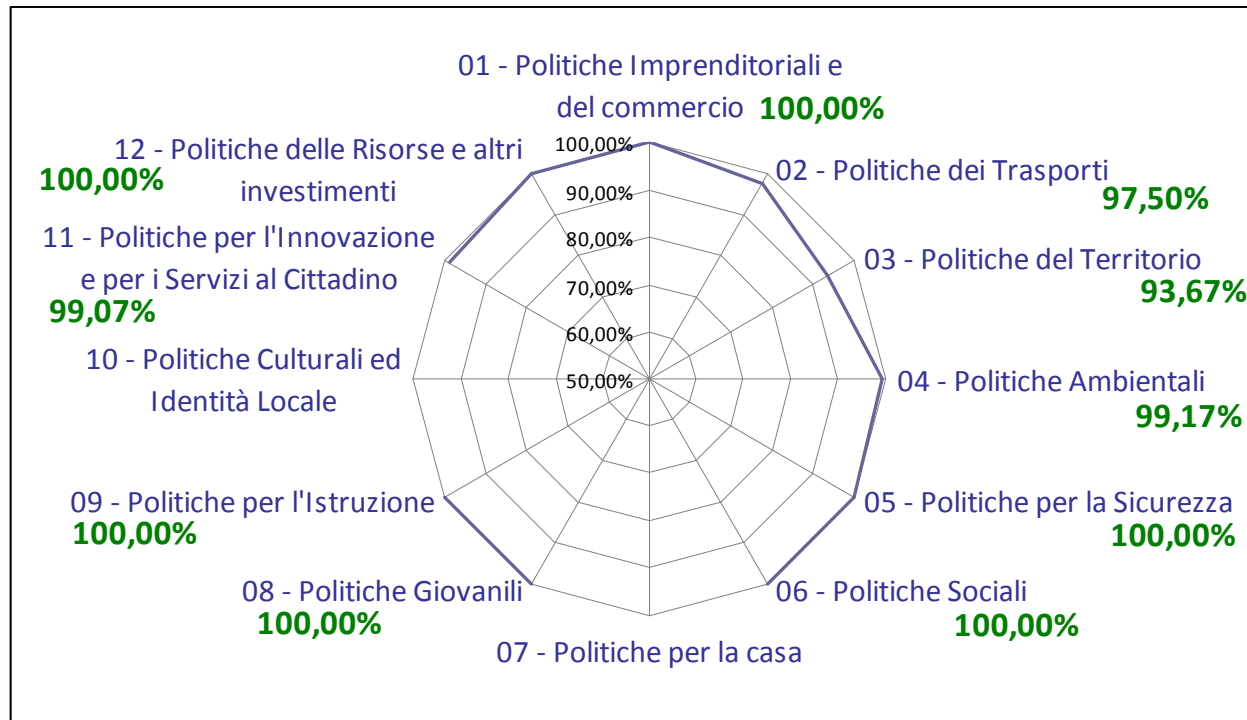 01 - Politiche Imprenditoriali e
del commercio 100,00%
02 - Politiche dei Trasporti
97,50%
03 - Politiche del Territorio
93,67%
04 - Politiche Ambientali
99,17%
05 - Politiche per la Sicurezza
100,00%
06 - Politiche Sociali
100,00%
07 - Politiche per la casa
08 - Politiche Giovanili
100,00%
09 - Politiche per l'Istruzione
100,00%
10 - Politiche Culturali ed
Identità Locale
11 - Politiche per l'Innovazione
e per i Servizi al Cittadino
99,07%
12 - Politiche delle Risorse e altri
investimenti
100,00%
100,00%
90,00%
80,00%
70,00%
60,00%
50,00%